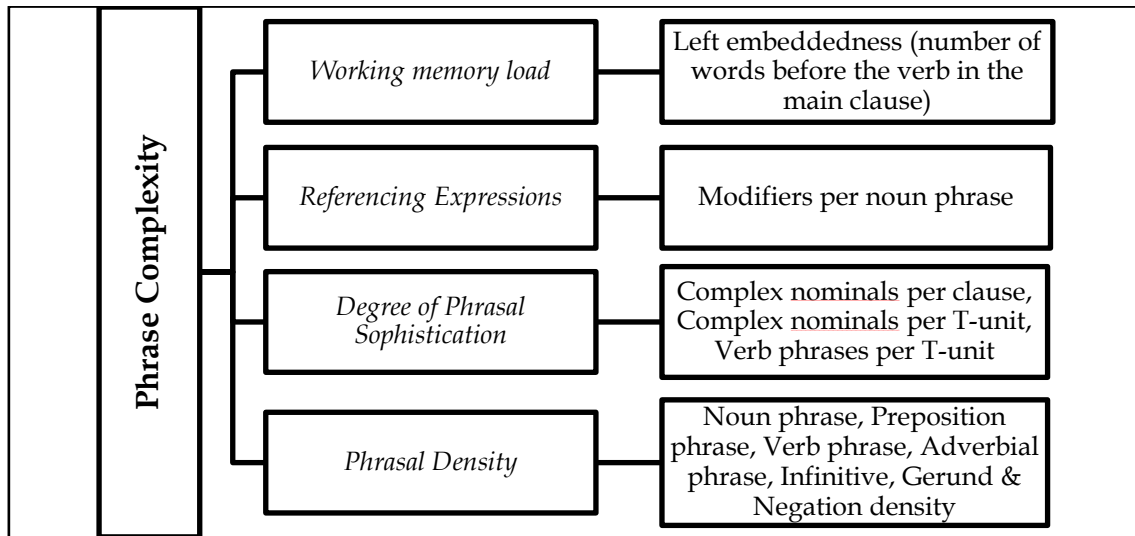 Phrase Complexity
Working memory load
Left embeddedness (number of
words before the verb in the
main clause)
Referencing Expressions
Modifiers per noun phrase
Degree of Phrasal
Sophistication
Complex nominals per clause,
Complex nominals per T-unit,
Verb phrases per T-unit
Phrasal Density
Noun phrase, Preposition
phrase, Verb phrase, Adverbial
phrase, Infinitive, Gerund &
Negation density